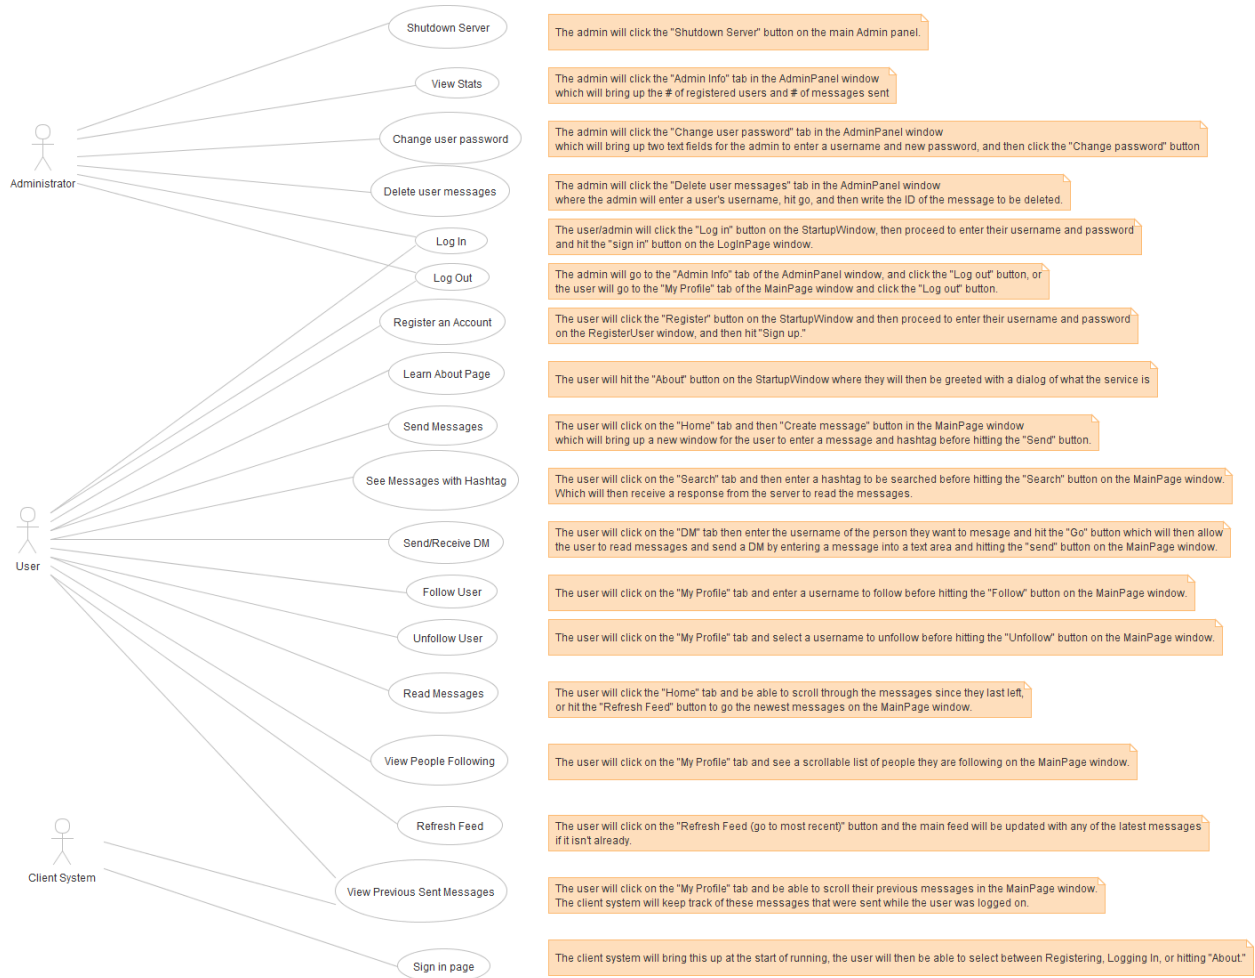 Shutdown Server
The admin will click the "Shutdown Server" button on the main Admin panel.
View Stats
The admin will click the "Admin Info" tab in the AdminPanel window
which will bring up the # of registered users and # of messages sent
Change user password
The admin will click the "Change user password" tab in the AdminPanel window
which will bring up two text fields for the admin to enter a username and new password, and then click the "Change password" button
Administrator
Delete user messages
The admin will click the "Delete user messages" tab in the AdminPanel window
where the admin will enter a user's username, hit go, and then write the ID of the message to be deleted.
Log In
The user/admin will click the "Log in" button on the StartupWindow, then proceed to enter their username and password
and hit the "sign in" button on the LogInPage window.
Log Out
The admin will go to the "Admin Info" tab of the AdminPanel window, and click the "Log out" button, or
the user will go to the "My Profile" tab of the MainPage window and click the "Log out" button.
Register an Account
The user will click the "Register" button on the StartupWindow and then proceed to enter their username and password
on the RegisterUser window, and then hit "Sign up."
Learn About Page
The user will hit the "About" button on the StartupWindow where they will then be greeted with a dialog of what the service is
Send Messages
The user will click on the "Home" tab and then "Create message" button in the MainPage window
which will bring up a new window for the user to enter a message and hashtag before hitting the "Send" button.
See Messages with Hashtag
The user will click on the "Search" tab and then enter a hashtag to be searched before hitting the "Search" button on the MainPage window.
Which will then receive a response from the server to read the messages.
Send/Receive DM
The user will click on the "DM" tab then enter the username of the person they want to mesage and hit the "Go" button which will then allow
the user to read messages and send a DM by entering a message into a text area and hitting the "send" button on the MainPage window.
User
Follow User
The user will click on the "My Profile" tab and enter a username to follow before hitting the "Follow" button on the MainPage window.
Unfollow User
The user will click on the "My Profile" tab and select a username to unfollow before hitting the "Unfollow" button on the MainPage window.
Read Messages
The user will click the "Home" tab and be able to scroll through the messages since they last left,
or hit the "Refresh Feed" button to go the newest messages on the MainPage window.
View People Following
The user will click on the "My Profile" tab and see a scrollable list of people they are following on the MainPage window.
Refresh Feed
The user will click on the "Refresh Feed (go to most recent)" button and the main feed will be updated with any of the latest messages
if it isn't already.
Client System
View Previous Sent Messages
The user will click on the "My Profile" tab and be able to scroll their previous messages in the MainPage window.
The client system will keep track of these messages that were sent while the user was logged on.
Sign in page
The client system will bring this up at the start of running, the user will then be able to select between Registering, Logging In, or hitting "About."